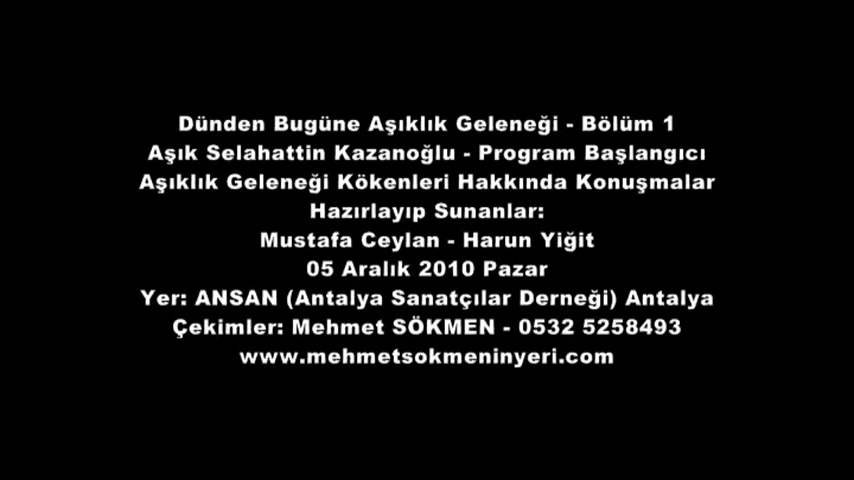 Dünden Bugüne Aşıklık Geleneği - Bölüm 1
Aşık Selahattin Kazanoğlu - Program Başlangıcı
Aşıklık Geleneği Kökenleri Hakkında Konuşmalar
Hazırlayıp Sunanlar:
Mustafa Ceylan - Harun Yiğit
05 Aralık 2010 Pazar
Yer: ANSAN (Antalya Sanatçılar Derneği) Antalya
Çekimler: Mehmet SÖKMEN - 0532 5258493
www.mehmetsokmeninyeri.com